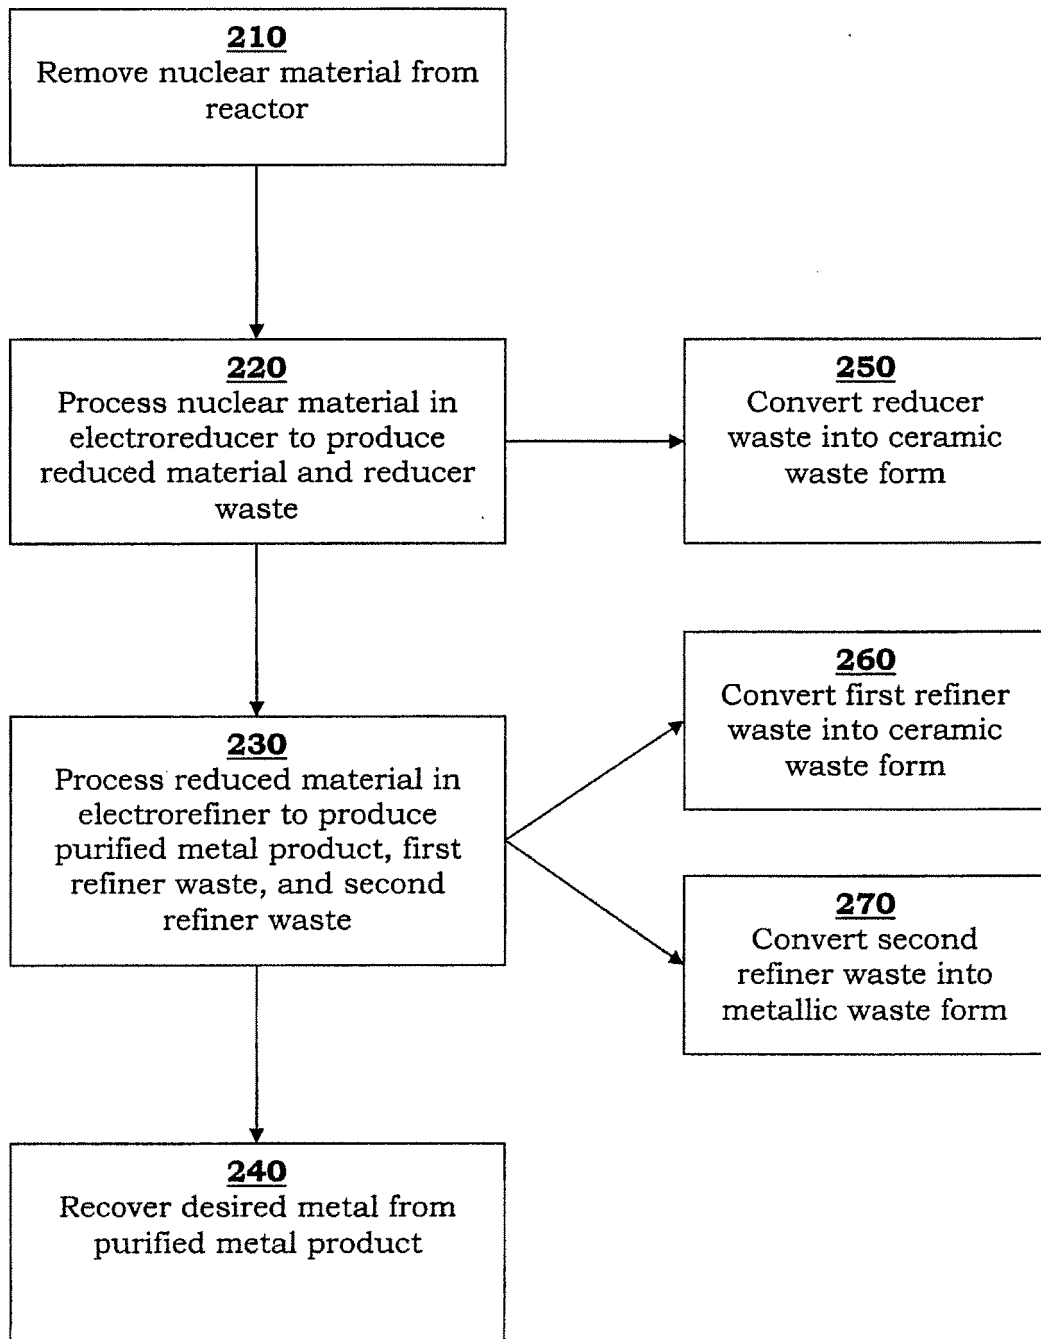 210
Remove nuclear material from
reactor
220
Process nuclear material in
electroreducer to produce
reduced material and reducer
waste
250
Convert reducer
waste into ceramic
waste form
230
Process reduced material in
electrorefiner to produce
purified metal product, first
refiner waste, and second
refiner waste
260
Convert first refiner
waste into ceramic
waste form
270
Convert second
refiner waste into
metallic waste form
240
Recover desired metal from
purified metal product